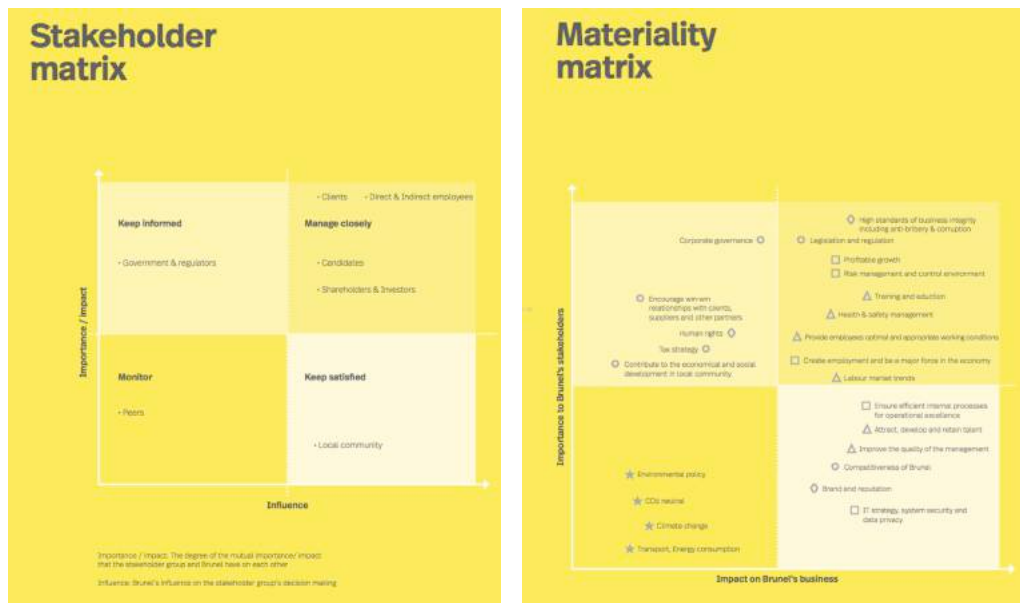 Stakeholder
matrix
• Clients
• Direct & Indirect employees
Keep informed
Manage closely
• Government & regulators
• Candidates
• Shareholders & Investors
Importance / impact
Monitor
Keep satisfied
• Peers
• Local community
Influence
Importance / impact: The degree of the mutual importance/ impact
that the stakeholder group and Brunel have on each other
Influence: Brunel's influence on the stakeholder group's decision making
Materiality
matrix
High standards of business integrity
including anti-bribery & corruption
Corporate governance
Legislation and regulation
Profitable growth
Risk management and control environment
Training and eduction
Encourage win-win
relationships with clients,
suppliers and other partners
Health & safety management
Human rights
Provide employees optimal and appropriate working conditions
Tax strategy
Create employment and be a major force in the economy
Contribute to the economical and social
development in local community
Labour market trends
Importance to Brunel's stakeholders
Ensure efficient internal processes
for operational excellence
Attract, develop and retain talent
Improve the quality of the management
Competitiveness of Brunel
Environmental policy
Brand and reputation
CO₂ neutral
IT strategy, system security and
data privacy
Climate change
Transport, Energy consumption
Impact on Brunel's business